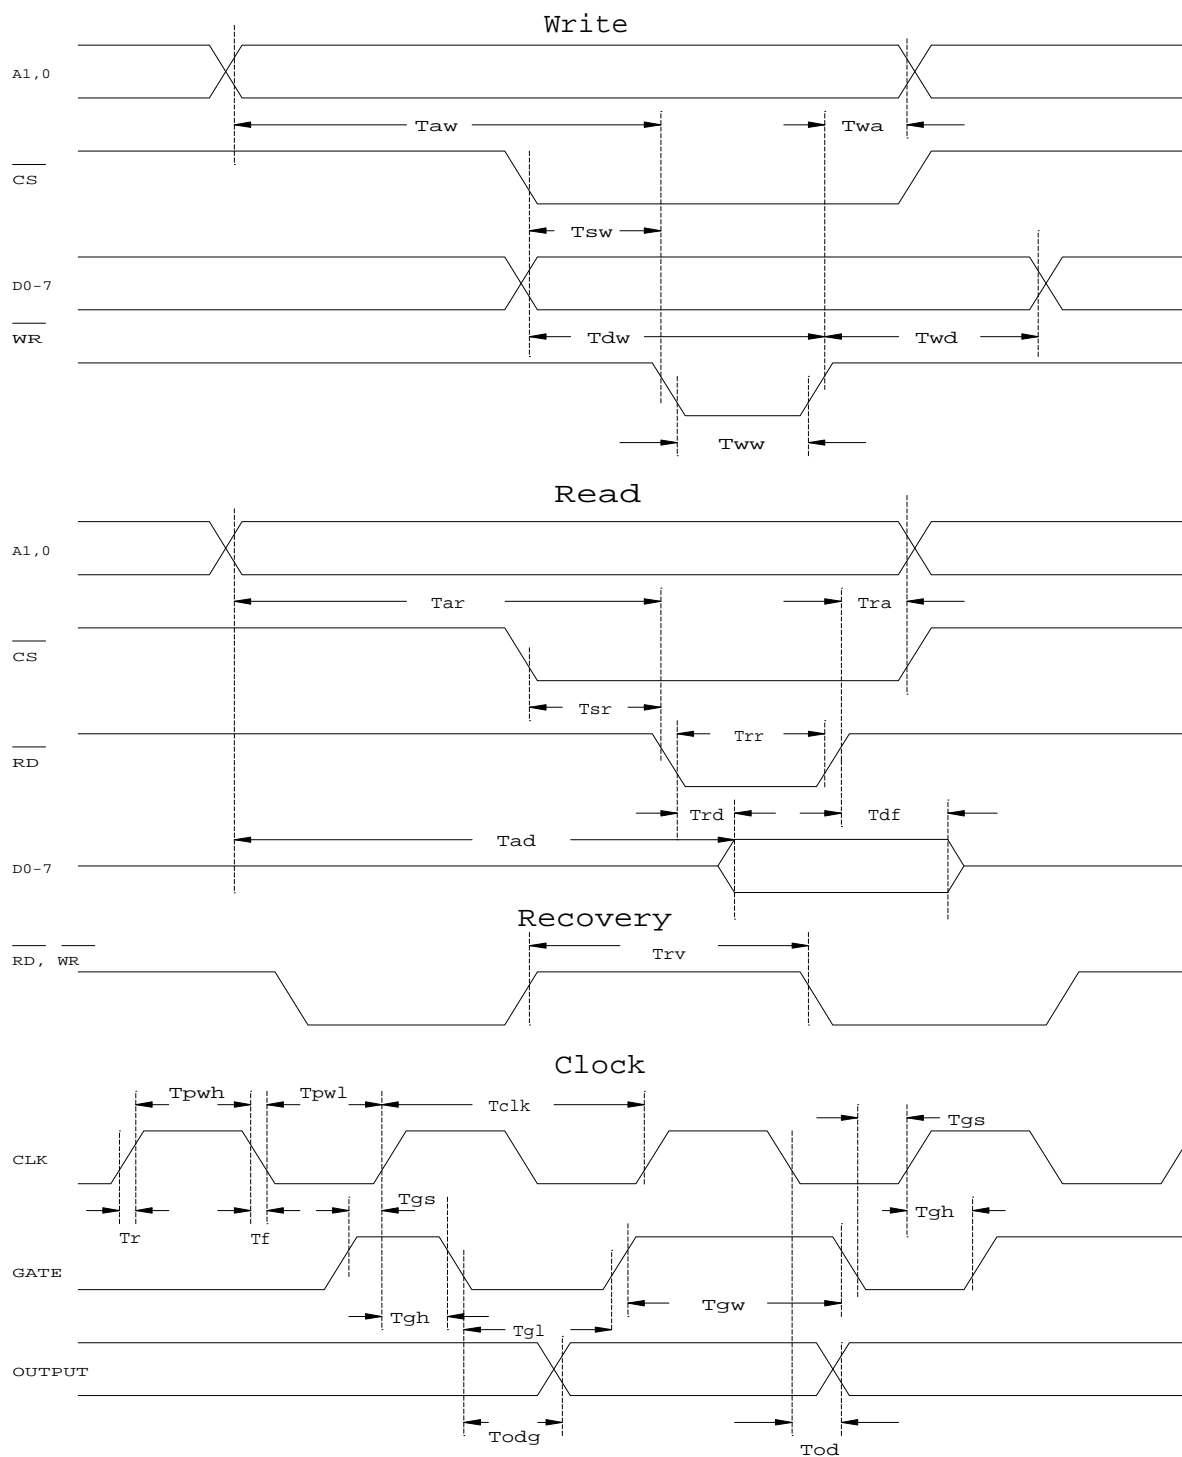 Write
A1,0
Taw
Twa
CS
Tsw
D0-7
WR
Tdw
Twd
Tww
Read
A1,0
Tar
Tra
CS
Tsr
Trr
RD
Trd
Tdf
Tad
D0-7
Recovery
RD, WR
Trv
Clock
Tpwh
Tpwl
Tclk
Tgs
CLK
Tgs
Tgh
Tr
Tf
GATE
Tgw
Tgh
Tgl
OUTPUT
Todg
Tod